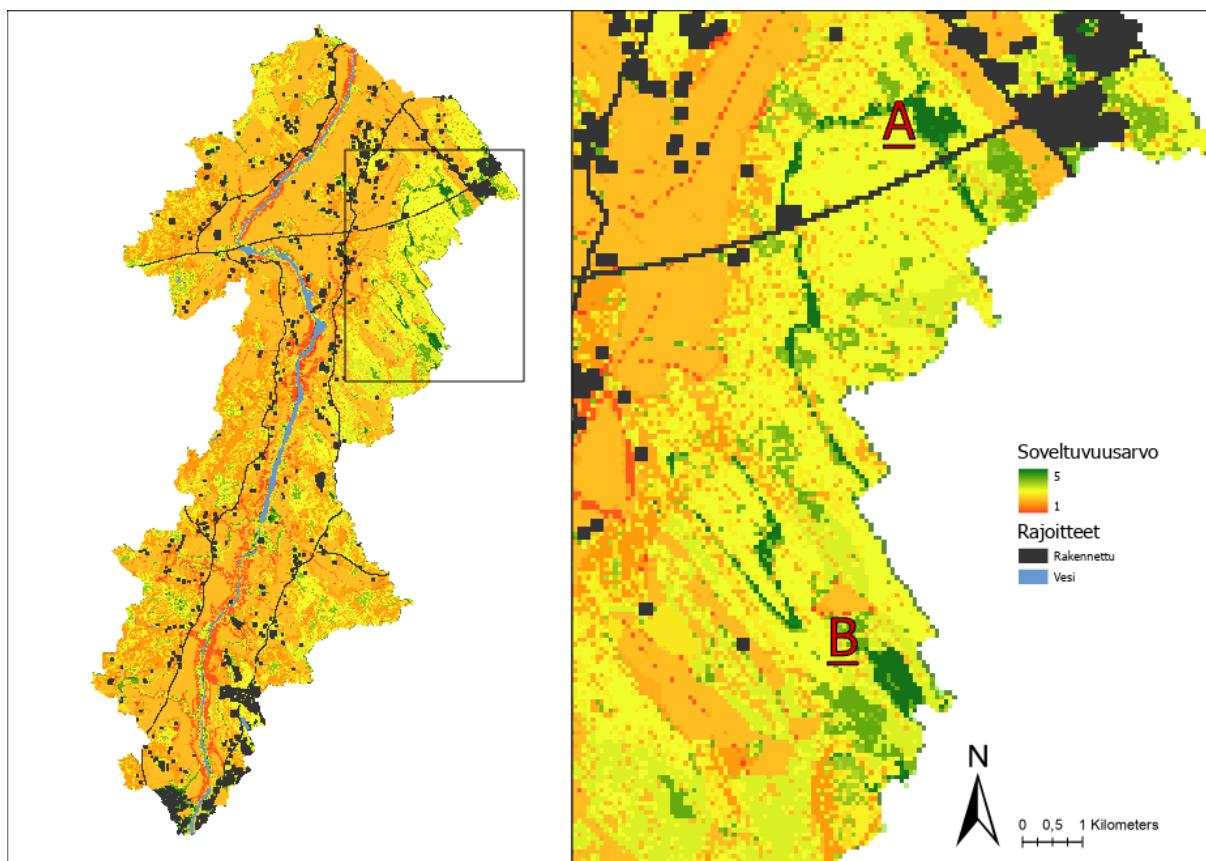 A
B
Soveltuvuusarvo
5
1
Rajoitteet
Rakennettu
Vesi
N
0 0,5 1 Kilometers